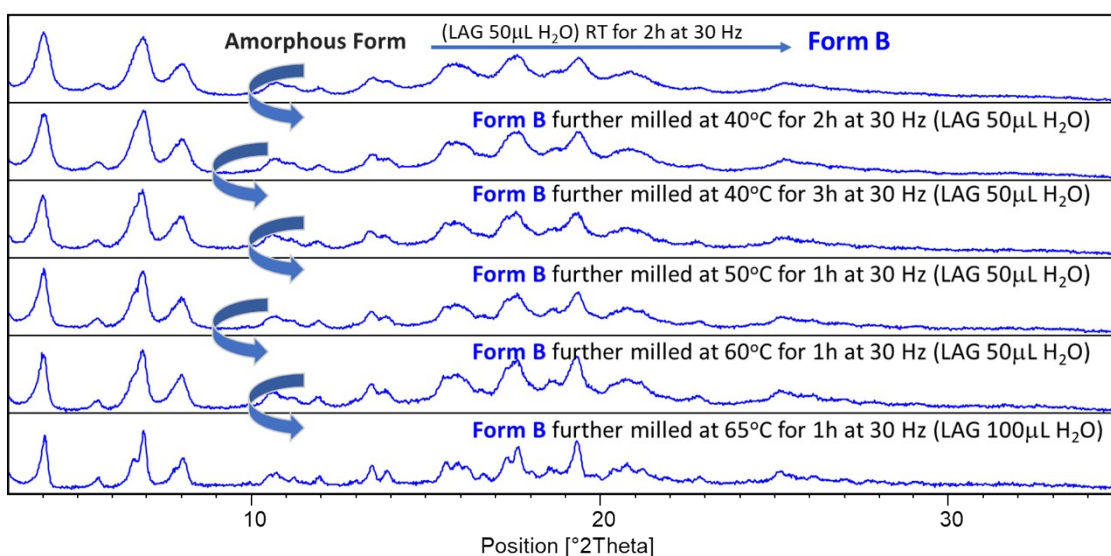 (LAG 50μL H₂O) RT for 2h at 30 Hz
Amorphous Form Form B
Form B further milled at 40°C for 2h at 30 Hz (LAG 50μL H₂O)
Form B further milled at 40°C for 3h at 30 Hz (LAG 50μL H₂O)
Form B further milled at 50°C for 1h at 30 Hz (LAG 50μL H₂O)
Form B further milled at 60°C for 1h at 30 Hz (LAG 50μL H₂O)
Form B further milled at 65°C for 1h at 30 Hz (LAG 100μL H₂O)
10 20 30
Position [°2Theta]